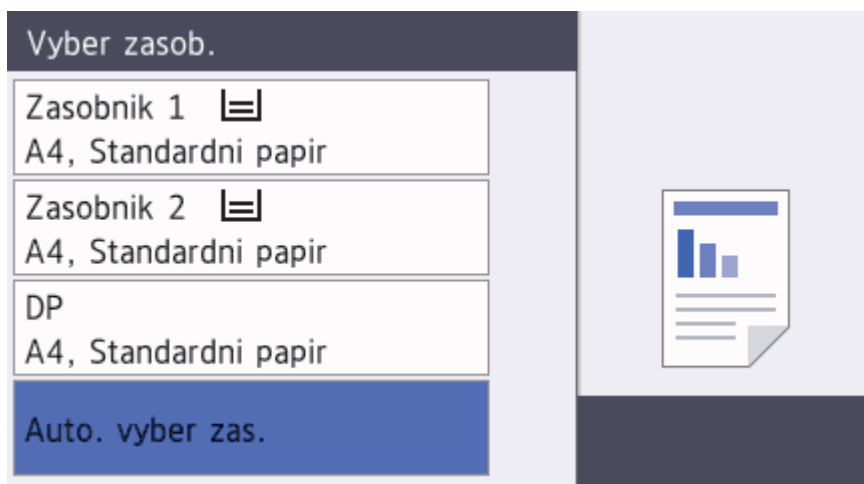 Vyber zasob.
Zasobnik 1
A4, Standardni papir
Zasobnik 2
A4, Standardni papir
DP
A4, Standardni papir
Auto. vyber zas.